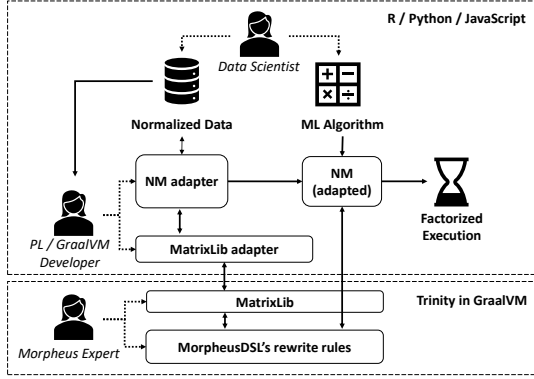 R / Python / JavaScript
Data Scientist
Normalized Data
ML Algorithm
NM adapter
NM
(adapted)
Factorized
Execution
PL / GraalVM
Developer
MatrixLib adapter
MatrixLib
Trinity in GraalVM
Morpheus Expert
MorpheusDSL's rewrite rules